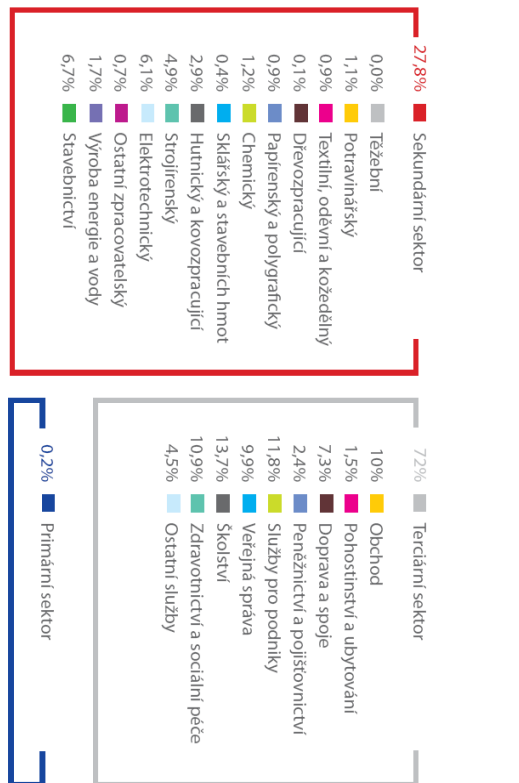 27,8% Sekundární sektor
0,0% Těžební
1,1% Potravinářský
0,9% Textilní, oděvní a kožedělný
0,1% Dřevozpracující
0,9% Papírenský a polygrafický
1,2% Chemický
0,4% Sklářský a stavebních hmot
2,9% Hutnický a kovozpracující
4,9% Strojírenský
6,1% Elektrotechnický
0,7% Ostatní zpracovatelský
1,7% Výroba energie a vody
6,7% Stavebnictví
72% Terciární sektor
10% Obchod
1,5% Pohostinství a ubytování
7,3% Doprava a spoje
2,4% Peněžnictví a pojišťovnictví
11,8% Služby pro podniky
9,9% Veřejná správa
13,7% Školství
10,9% Zdravotnictví a sociální péče
4,5% Ostatní služby
0,2% Primární sektor